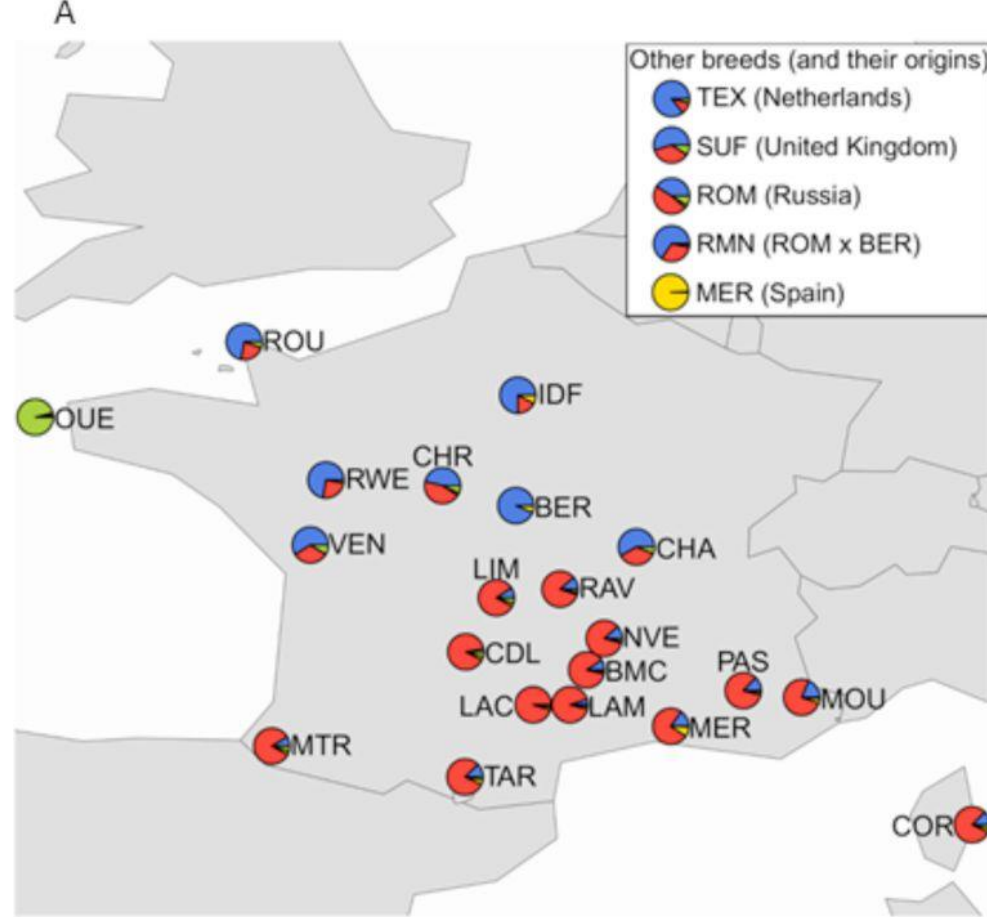 A
Other breeds (and their origins)
TEX (Netherlands)
SUF (United Kingdom)
ROM (Russia)
RMN (ROM x BER)
MER (Spain)
ROU
IDF
OUE
CHR
RWE
BER
VEN
CHA
LIM
RAV
NVE
CDL
BMC
PAS
MOU
LAC
LAM
MER
MTR
TAR
COR